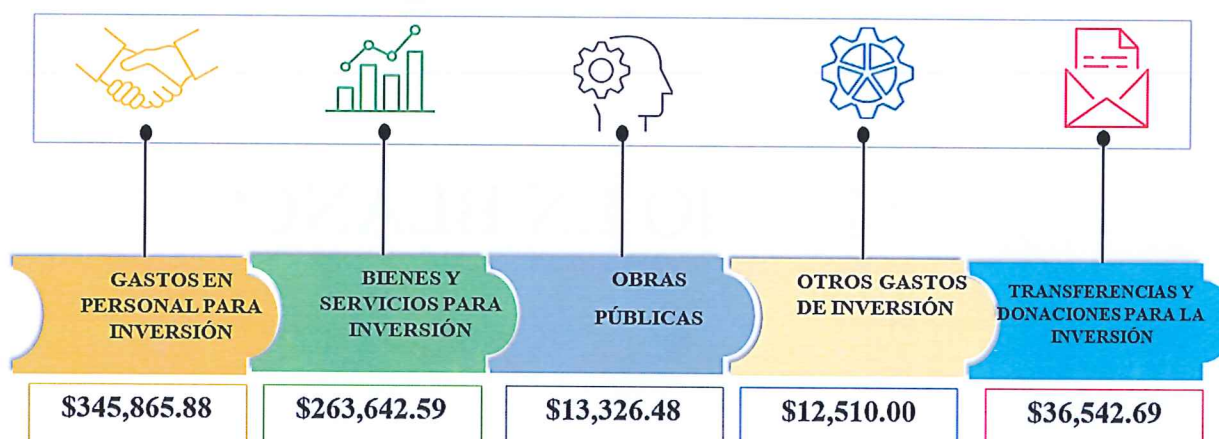 GASTOS EN
PERSONAL PARA
INVERSIÓN
BIENES Y
SERVICIOS PARA
INVERSIÓN
OBRAS
PÚBLICAS
OTROS GASTOS
DE INVERSIÓN
TRANSFERENCIAS Y
DONACIONES PARA LA
INVERSIÓN
$345,865.88
$263,642.59
$13,326.48
$12,510.00
$36,542.69